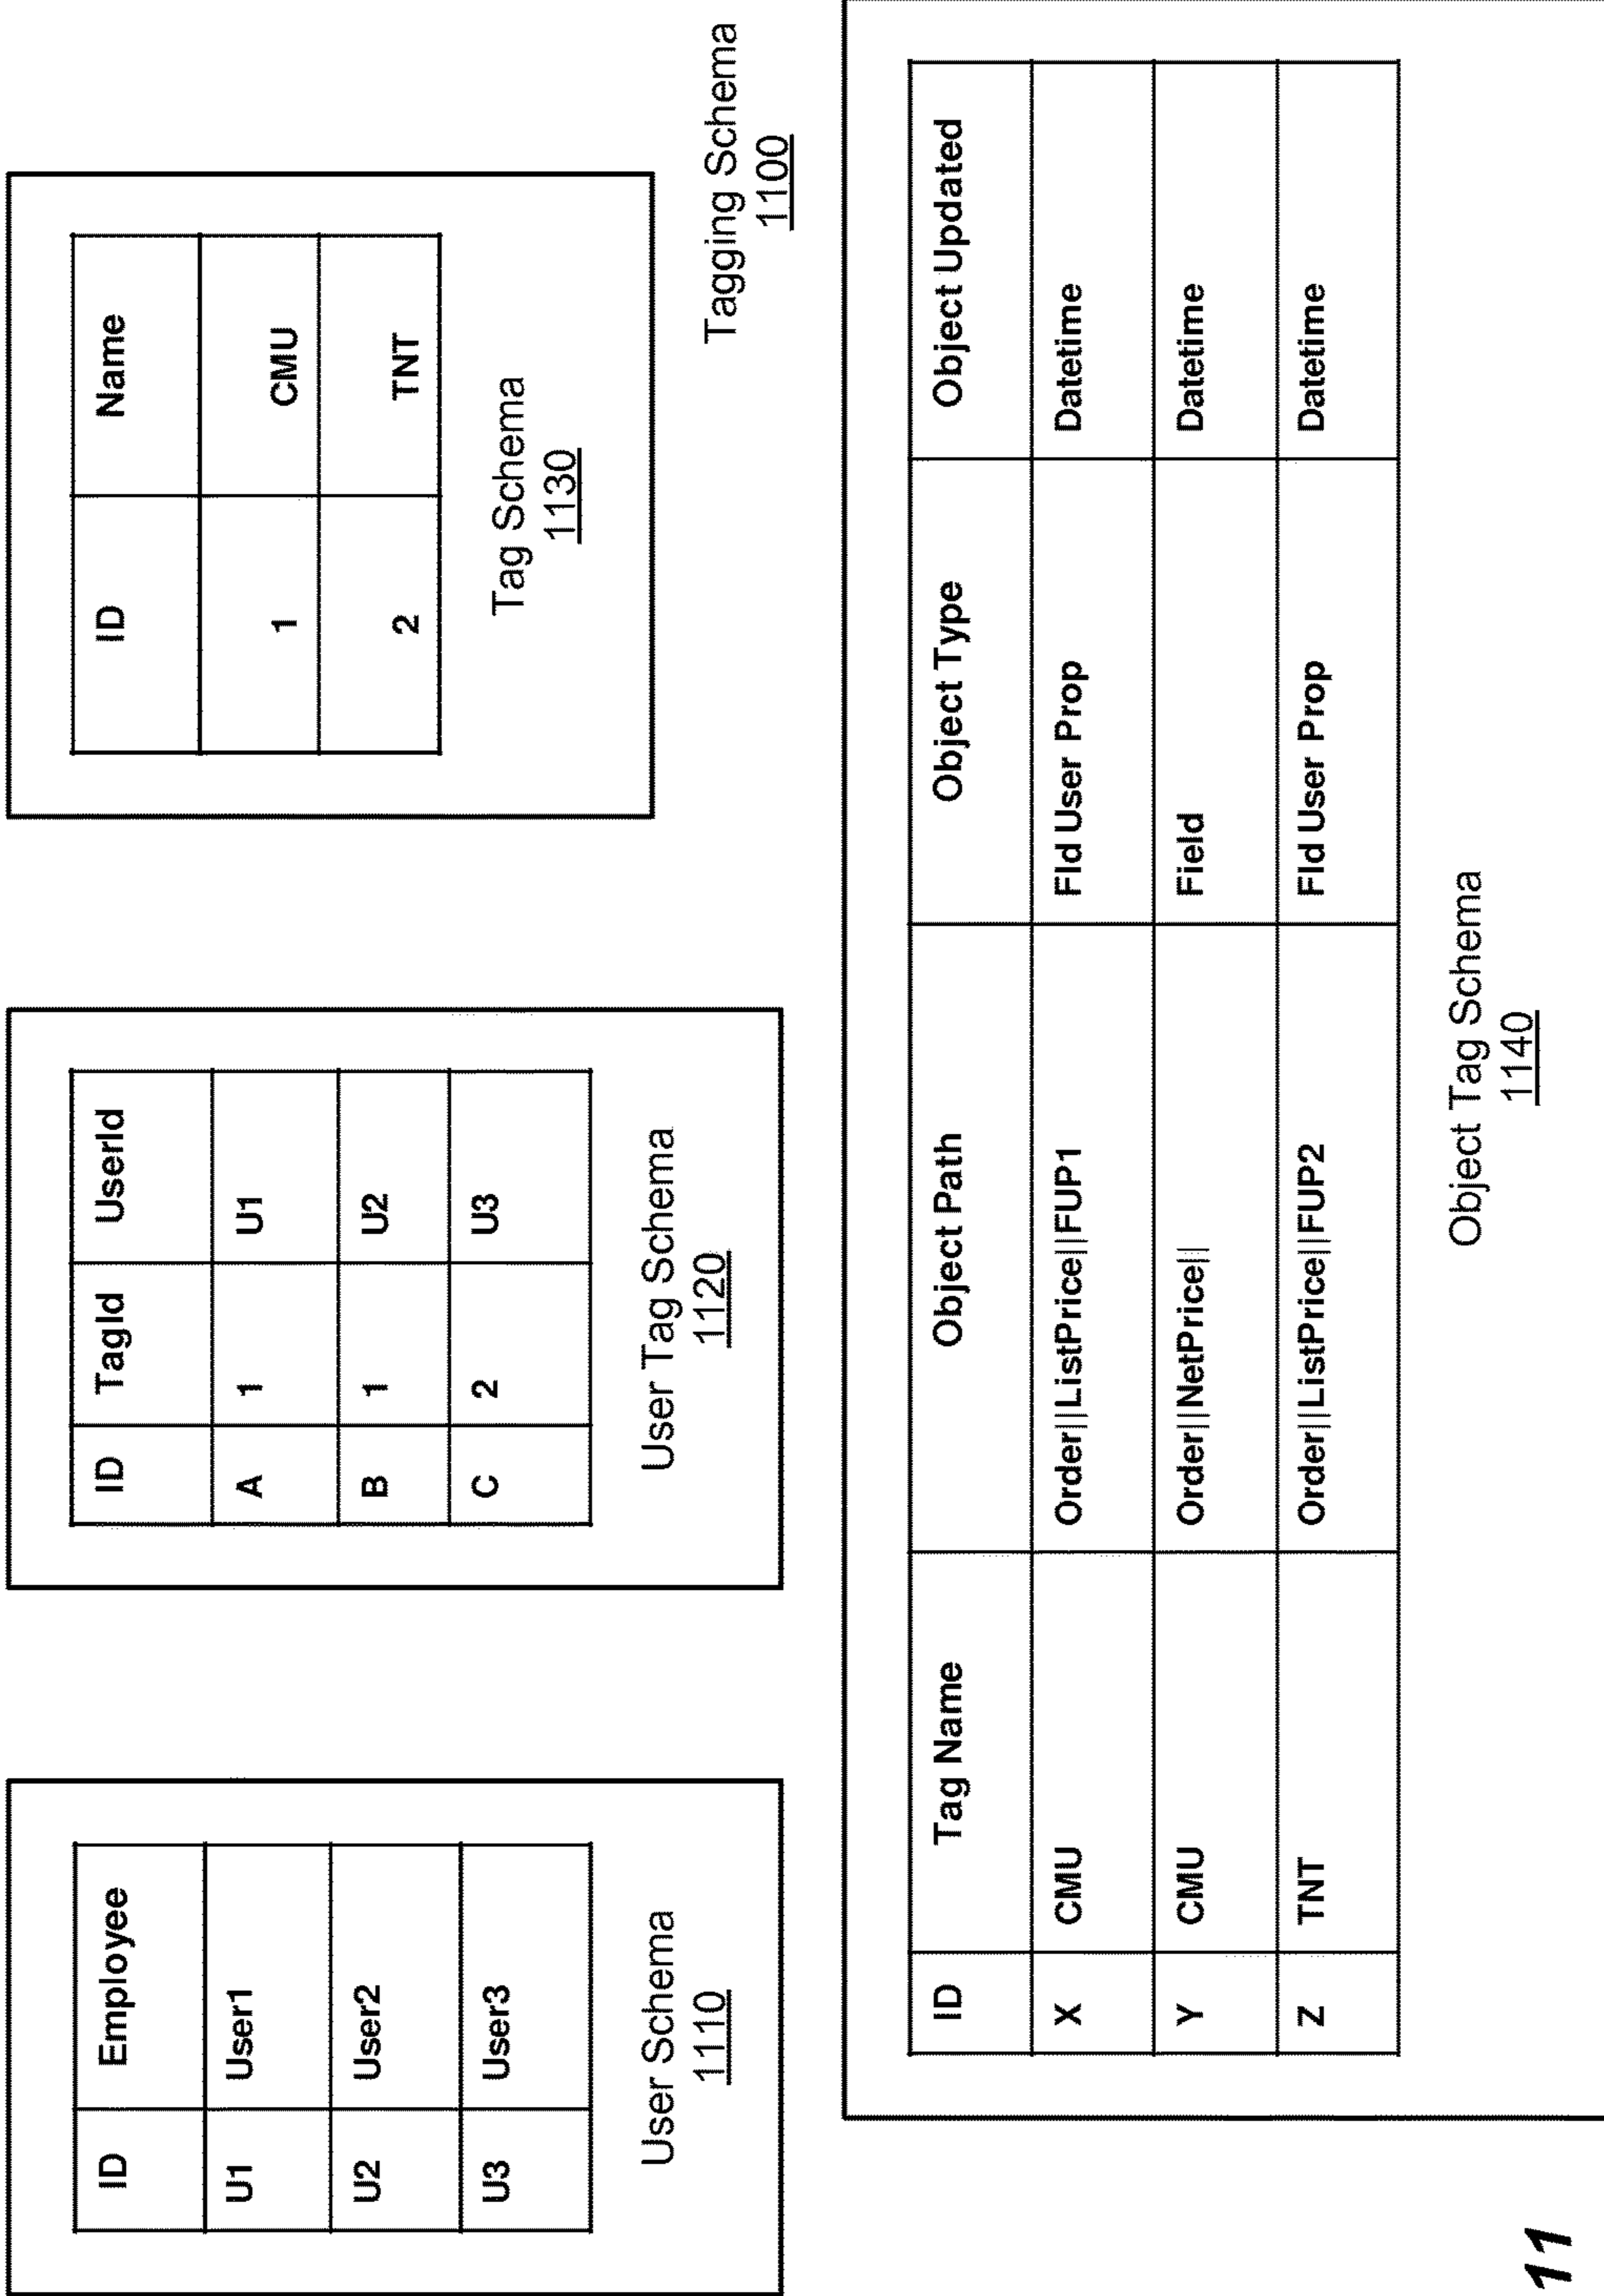 ID Employee
U1 User1
U2 User2
U3 User3
User Schema
1110
ID TagId UserId
A 1 U1
B 1 U2
C 2 U3
User Tag Schema
1120
ID Name
1 CMU
2 TNT
Tag Schema
1130
Tagging Schema
1100
ID Tag Name Object Path Object Type Object Updated
X CMU Order||ListPrice||FUP1 Fld User Prop Datetime
Y CMU Order||NetPrice|| Field Datetime
Z TNT Order||ListPrice||FUP2 Fld User Prop Datetime
Object Tag Schema
1140
11